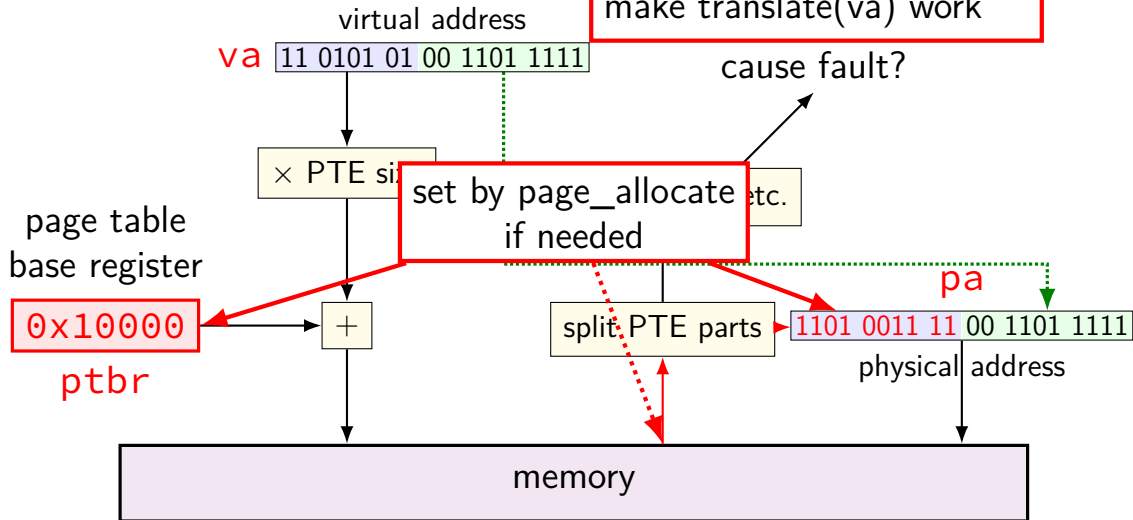 make translate(va) work
virtual address
va
11 0101 01 00 1101 1111
cause fault?
× PTE
set by page_allocate
if needed
etc.
page table
base register
0x10000
ptbr
+
split PTE parts
pa
1101 0011 11 00 1101 1111
physical address
memory